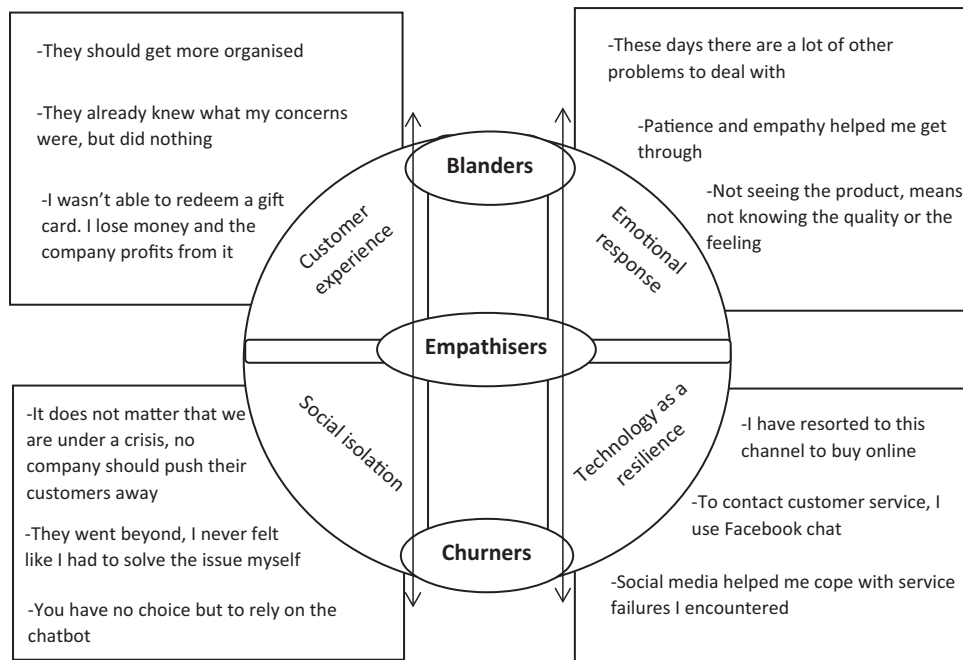 -They should get more organised
-They already knew what my concerns
were, but did nothing
-I wasn’t able to redeem a gift
card. I lose money and the
company profits from it
-These days there are a lot of other
problems to deal with
-Patience and empathy helped me get
through
-Not seeing the product, means
not knowing the quality or the
feeling
Blanders
Customer
experience
Emotional
response
Empathisers
Social isolation
Technology as a
resilience
Churners
-It does not matter that we
are under a crisis, no
company should push their
customers away
-They went beyond, I never felt
like I had to solve the issue myself
-You have no choice but to rely on the
chatbot
-I have resorted to this
channel to buy online
-To contact customer service, I
use Facebook chat
-Social media helped me cope with service
failures I encountered